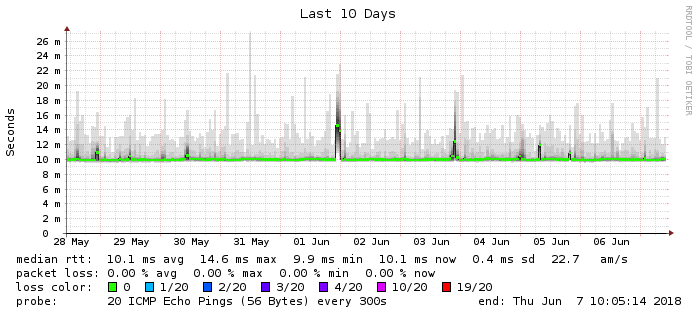 Last 10 Days
RRDTOOL / TOBI OETIKER
Seconds
26 m
24 m
22 m
20 m
18 m
16 m
14 m
12 m
10 m
8 m
6 m
4 m
2 m
0
28 May 29 May 30 May 31 May 01 Jun 02 Jun 03 Jun 04 Jun 05 Jun 06 Jun
median rtt: 10.1 ms avg 14.6 ms max 9.9 ms min 10.1 ms now 0.4 ms sd 22.7 am/s
packet loss: 0.00 % avg 0.00 % max 0.00 % min 0.00 % now
loss color: 0 1/20 2/20 3/20 4/20 10/20 19/20
probe: 20 ICMP Echo Pings (56 Bytes) every 300s end: Thu Jun 7 10:05:14 2018